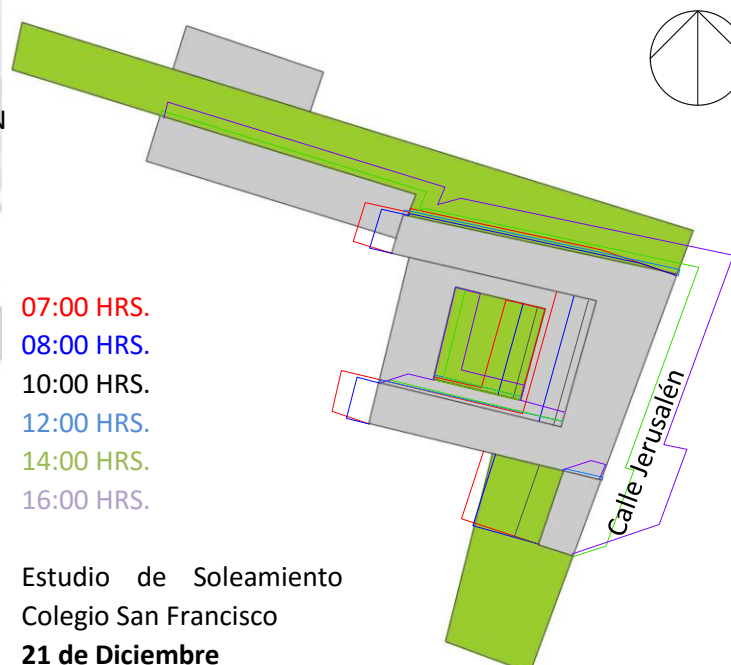 N
07:00 HRS.
08:00 HRS.
10:00 HRS.
12:00 HRS.
14:00 HRS.
16:00 HRS.
Calle Jerusalén
Estudio de Soleamiento
Colegio San Francisco
21 de Diciembre